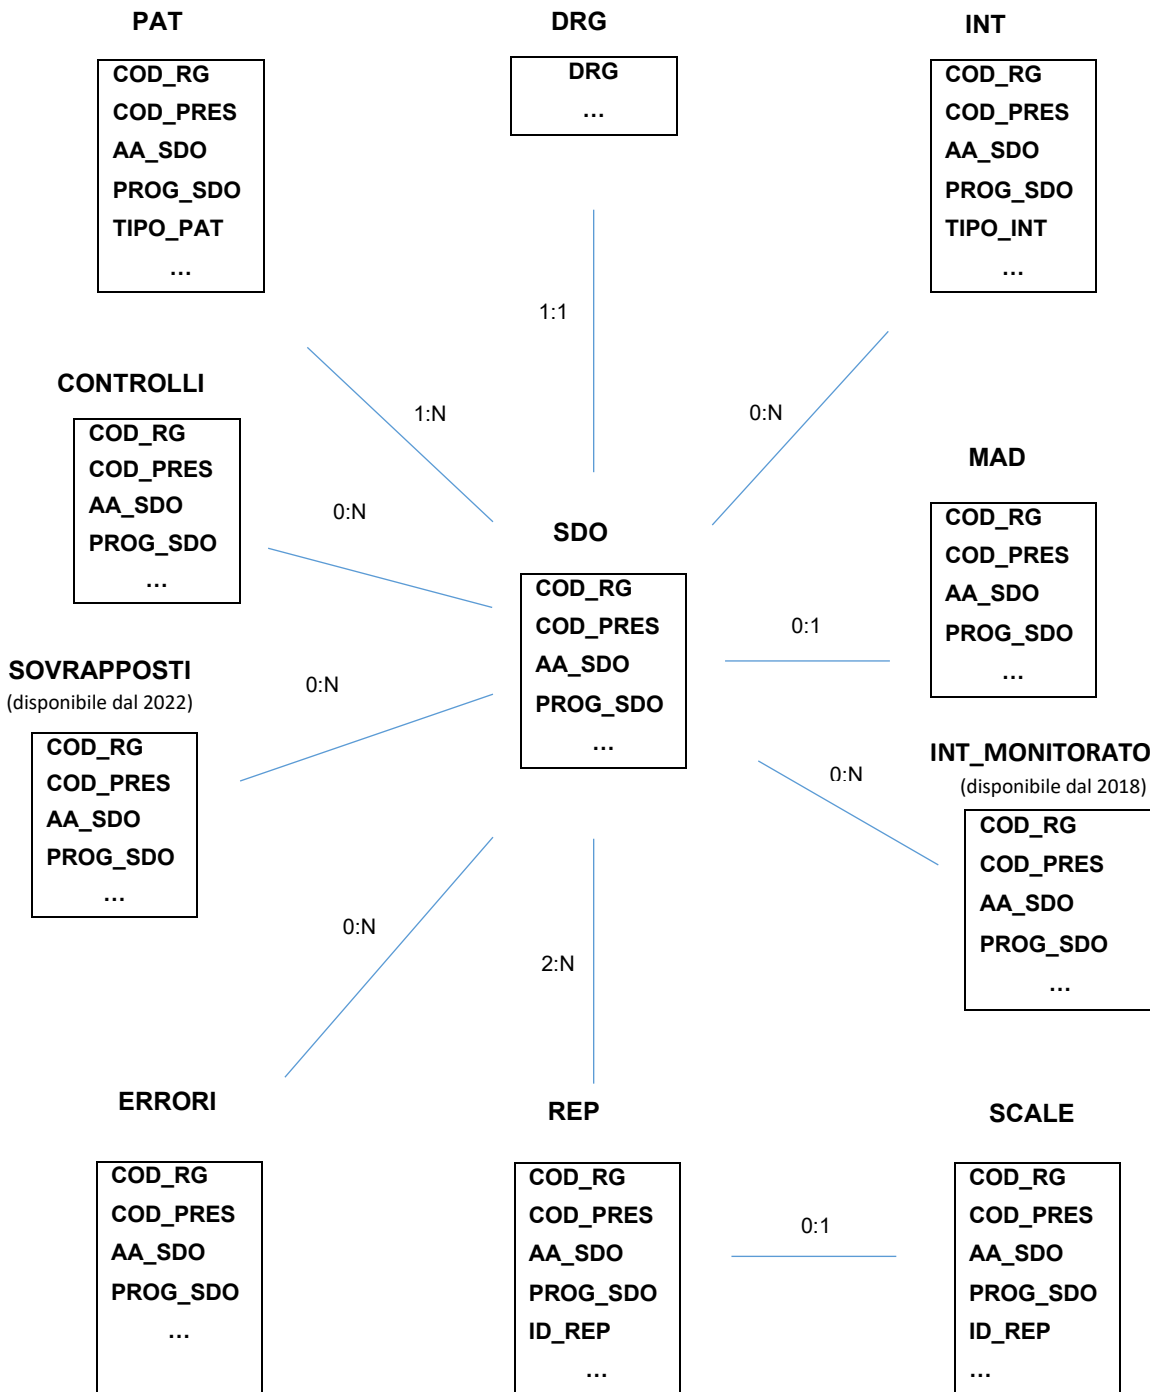 PAT
COD_RG
COD_PRES
AA_SDO
PROG_SDO
TIPO_PAT
...
DRG
DRG
...
INT
COD_RG
COD_PRES
AA_SDO
PROG_SDO
TIPO_INT
...
1:1
1:N
0:N
CONTROLLI
COD_RG
COD_PRES
AA_SDO
PROG_SDO
...
0:N
SDO
COD_RG
COD_PRES
AA_SDO
PROG_SDO
...
MAD
COD_RG
COD_PRES
AA_SDO
PROG_SDO
...
0:1
SOVRAPPOSTI
(disponibile dal 2022)
COD_RG
COD_PRES
AA_SDO
PROG_SDO
...
0:N
INT_MONITORATO
(disponibile dal 2018)
COD_RG
COD_PRES
AA_SDO
PROG_SDO
...
0:N
0:N
2:N
ERRORI
COD_RG
COD_PRES
AA_SDO
PROG_SDO
...
REP
COD_RG
COD_PRES
AA_SDO
PROG_SDO
ID_REP
...
0:1
SCALE
COD_RG
COD_PRES
AA_SDO
PROG_SDO
ID_REP
...